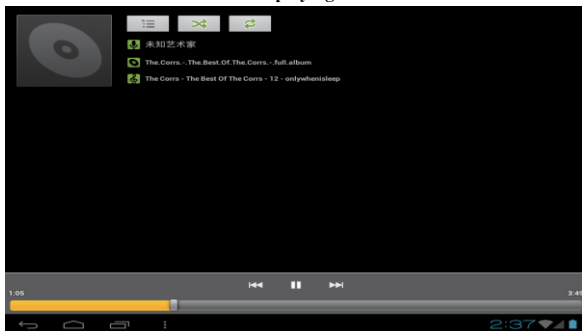 未知艺术家
The.Corrs.-.The.Best.Of.The.Corrs.-.full.album
The Corrs - The Best Of The Corrs - 12 - onlywhenisleep
1:05
3:49
2:37